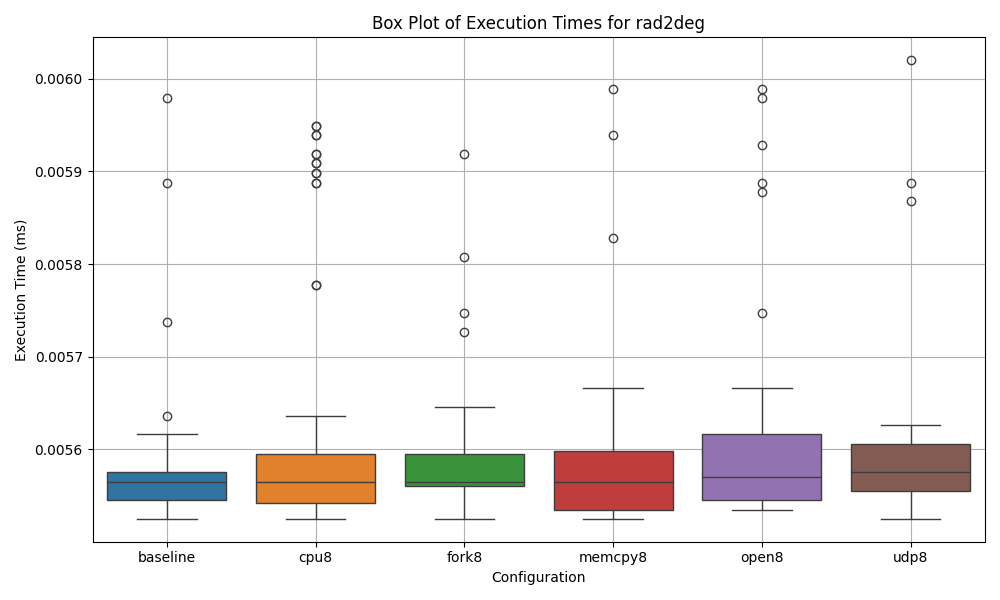 Box Plot of Execution Times for rad2deg
0.0060
0.0059
0.0058
0.0057
0.0056
Execution Time (ms)
baseline
cpu8
fork8
memcpy8
open8
udp8
Configuration